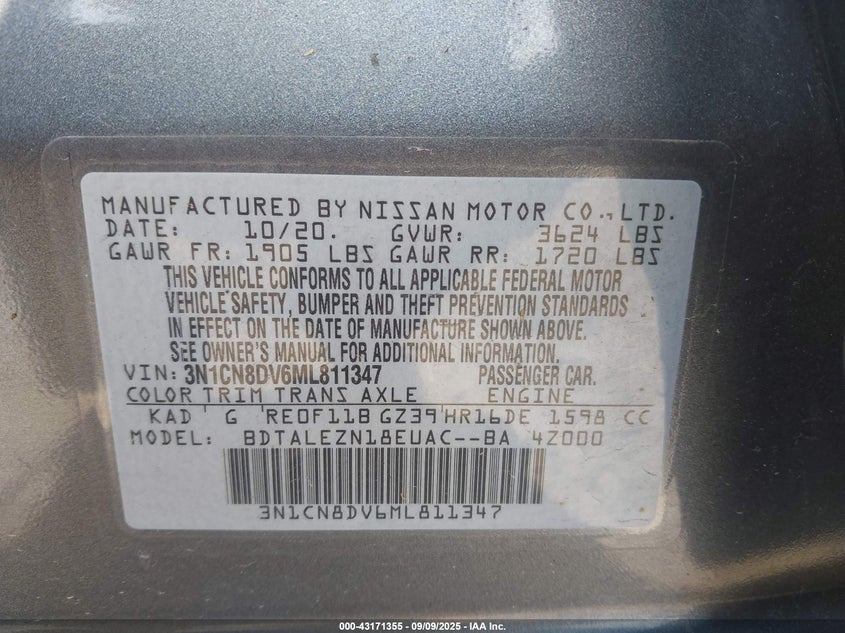 MANUFACTURED BY NISSAN MOTOR CO.,LTD.
DATE: 10/20. GVWR: 3624 LBS
GAWR FR: 1905 LBS GAWR RR: 1720 LBS
THIS VEHICLE CONFORMS TO ALL APPLICABLE FEDERAL MOTOR
VEHICLE SAFETY, BUMPER AND THEFT PREVENTION STANDARDS
IN EFFECT ON THE DATE OF MANUFACTURE SHOWN ABOVE.
SEE OWNER'S MANUAL FOR ADDITIONAL INFORMATION.
VIN: 3N1CN8DV6ML811347 PASSENGER CAR.
COLOR TRIM TRANS AXLE ENGINE
KAD G RE0F11B GZ39 HR16DE 1598 CC
MODEL: BDTALEZN18EUAC--BA 4Z000
3N1CN8DV6ML811347
000-43171355 - 09/09/2025 - IAA Inc.